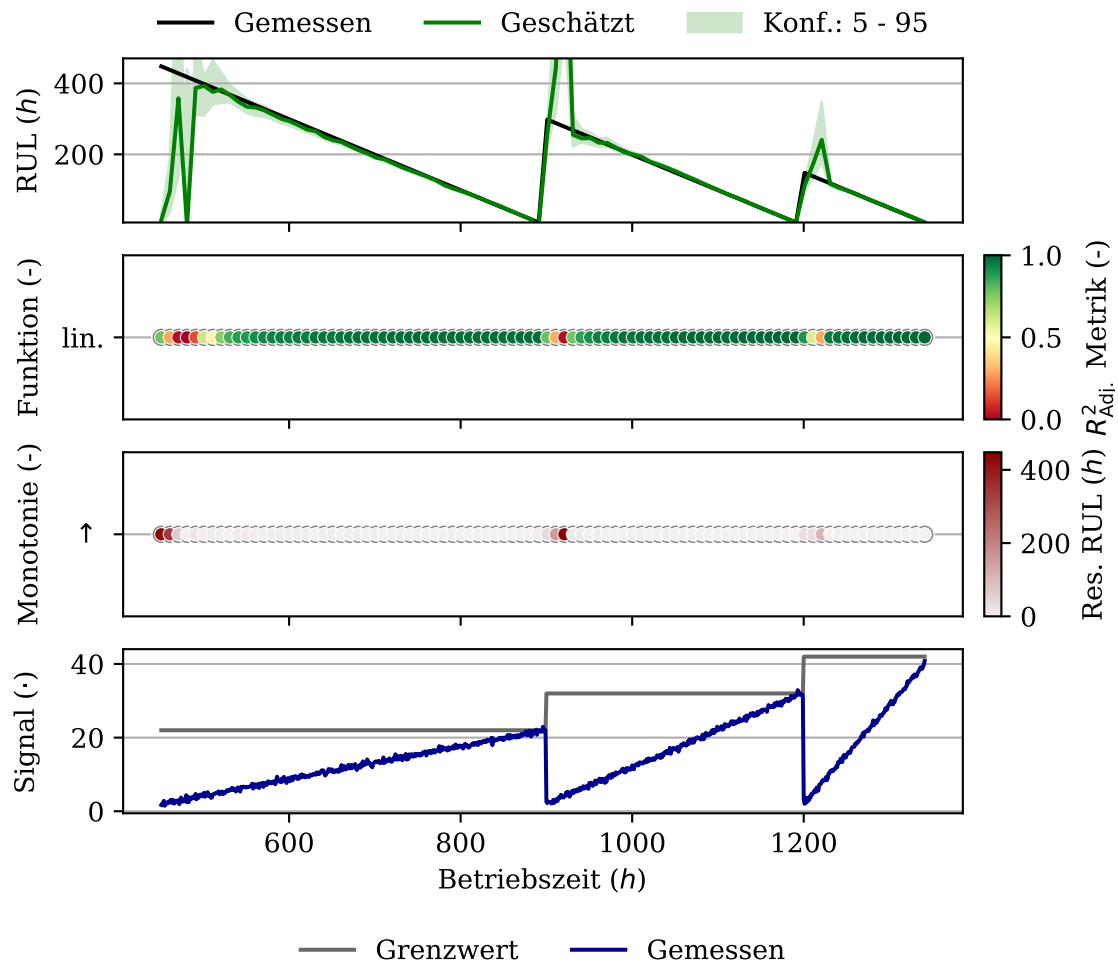 Gemessen Geschätzt Konf.: 5 - 95
RUL (h)
400
200
Funktion (-)
lin.
1.0
0.5
0.0
R²Adj. Metrik (-)
Monotonie (-)
↑
400
200
0
Res. RUL (h)
Signal (·)
40
20
0
600 800 1000 1200
Betriebszeit (h)
Grenzwert Gemessen